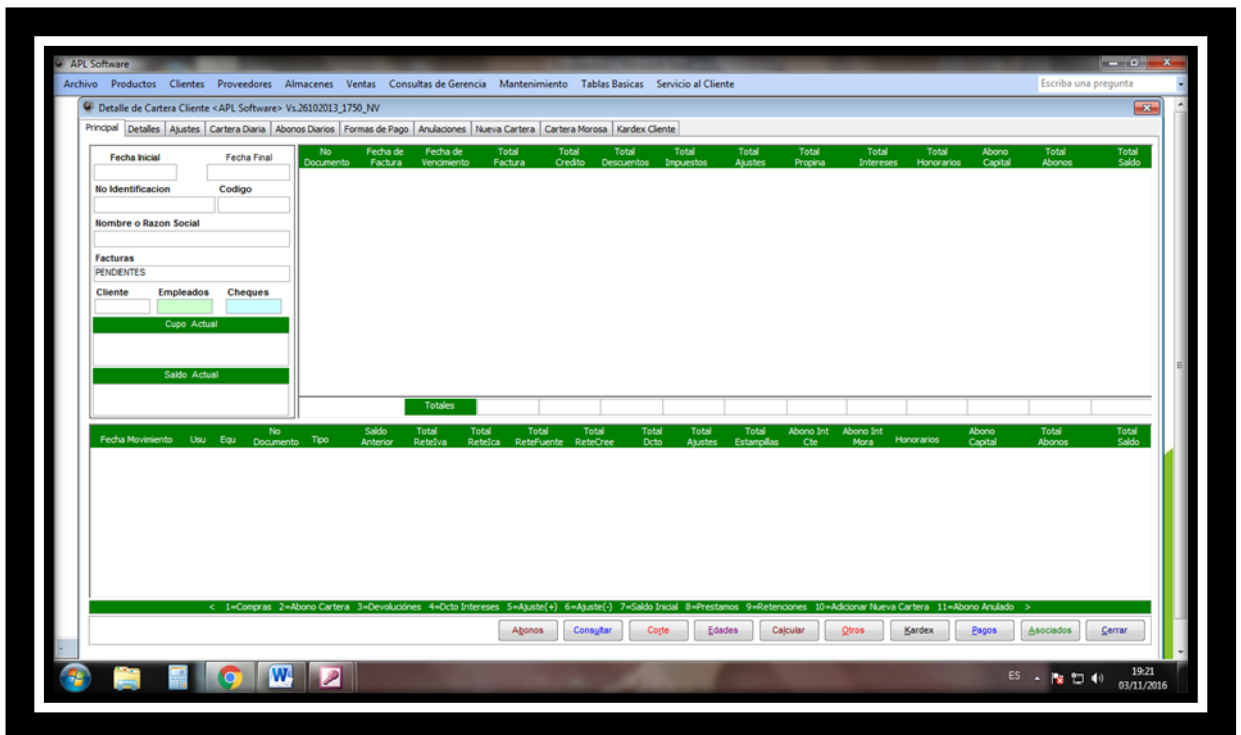 APL Software
Archivo Productos Clientes Proveedores Almacenes Ventas Consultas de Gerencia Mantenimiento Tablas Basicas Servicio al Cliente Escriba una pregunta
Detalle de Cartera Cliente <APL Software> Vs.26102013_1750_NV
Principal Detalles Ajustes Cartera Diaria Abonos Diarios Formas de Pago Anulaciones Nueva Cartera Cartera Morosa Kardex Cliente
Fecha Inicial Fecha Final
No Identificacion Codigo
Nombre o Razon Social
Facturas
PENDIENTES
Cliente Empleados Cheques
Cupo Actual
Saldo Actual
No Fecha de Fecha de Total Total Total Total Total Total Total Total Abono Total Total
Documento Factura Vencimiento Factura Credito Descuentos Impuestos Ajustes Propina Intereses Honorarios Capital Abonos Saldo
Totales
No Saldo Total Total Total Total Total Total Total Abono Int Abono Int Abono Total Total
Fecha Movimiento Usu Equ Documento Tipo Anterior ReteIva ReteIca ReteFuente ReteCree Dcto Ajustes Estampillas Cte Mora Honorarios Capital Abonos Saldo
< 1=Compras 2=Abono Cartera 3=Devoluciónes 4=Dcto Intereses 5=Ajuste(+) 6=Ajuste(-) 7=Saldo Inicial 8=Prestamos 9=Retenciones 10=Adicionar Nueva Cartera 11=Abono Anulado >
Abonos Consultar Corte Edades Calcular Otros Kardex Pagos Asociados Cerrar
ES 19:21
03/11/2016